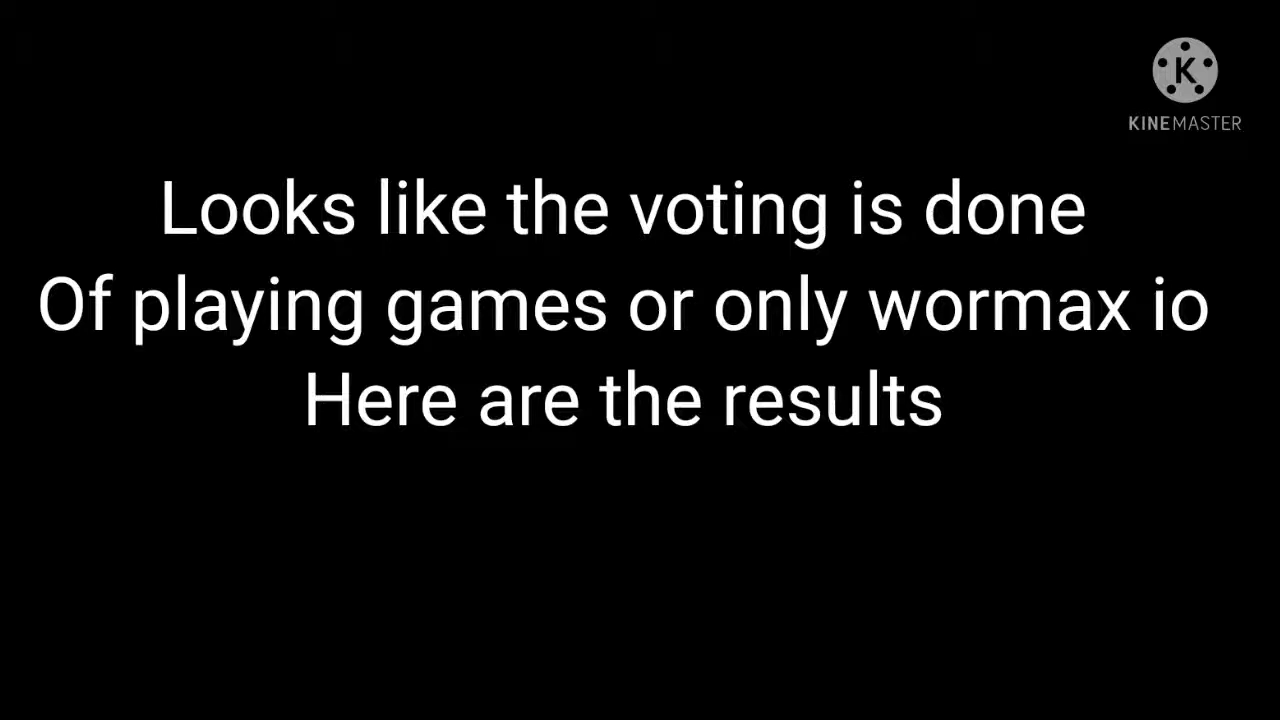 K
KINEMASTER
Looks like the voting is done
Of playing games or only wormax io
Here are the results